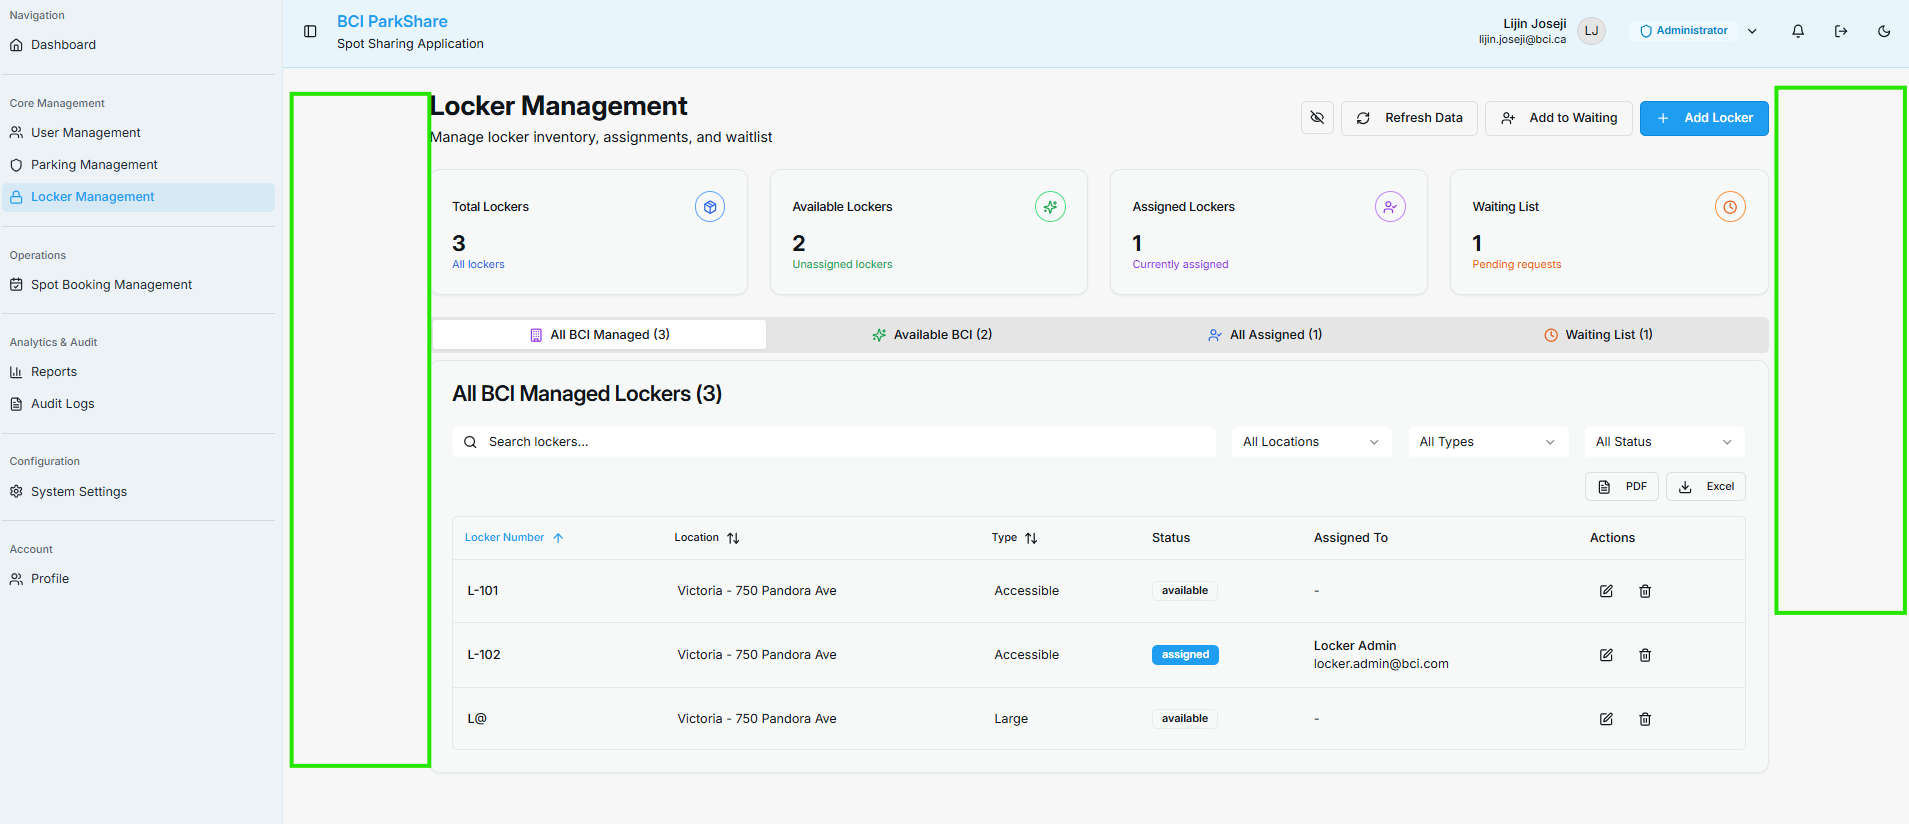 Navigation
Dashboard
Core Management
User Management
Parking Management
Locker Management
Operations
Spot Booking Management
Analytics & Audit
Reports
Audit Logs
Configuration
System Settings
Account
Profile
BCI ParkShare
Spot Sharing Application
Lijin Joseji
lijin.joseji@bci.ca
LJ
Administrator
Locker Management
Manage locker inventory, assignments, and waitlist
Refresh Data
Add to Waiting
Add Locker
Total Lockers
3
All lockers
Available Lockers
2
Unassigned lockers
Assigned Lockers
1
Currently assigned
Waiting List
1
Pending requests
All BCI Managed (3)
Available BCI (2)
All Assigned (1)
Waiting List (1)
All BCI Managed Lockers (3)
Search lockers...
All Locations
All Types
All Status
PDF
Excel
Locker Number Location Type Status Assigned To Actions
L-101 Victoria - 750 Pandora Ave Accessible available -
L-102 Victoria - 750 Pandora Ave Accessible assigned Locker Admin
locker.admin@bci.com
L@ Victoria - 750 Pandora Ave Large available -